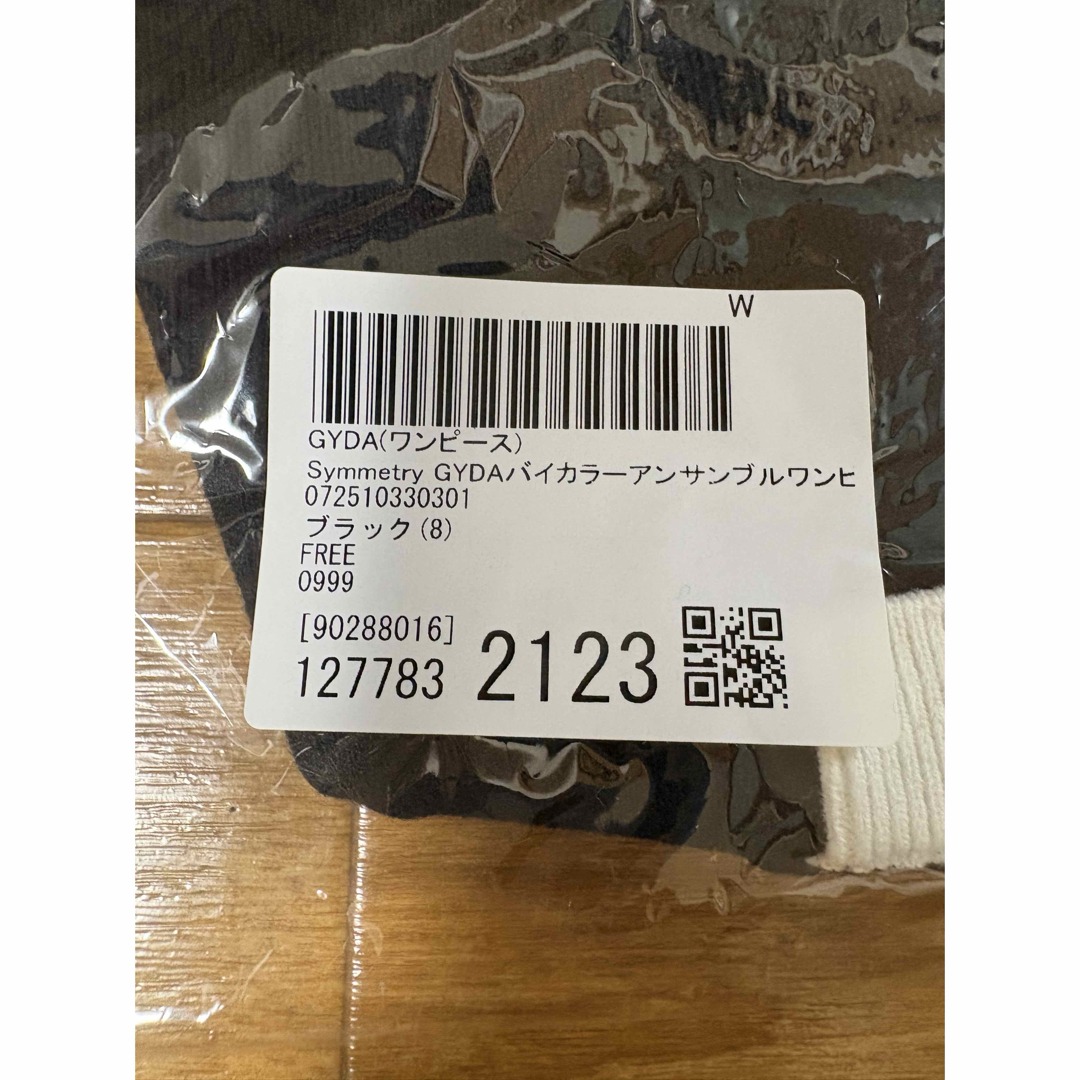 W
GYDA(ワンピース)
Symmetry GYDAバイカラーアンサンブルワンピ
072510330301
ブラック(8)
FREE
0999
[90288016]
127783 2123